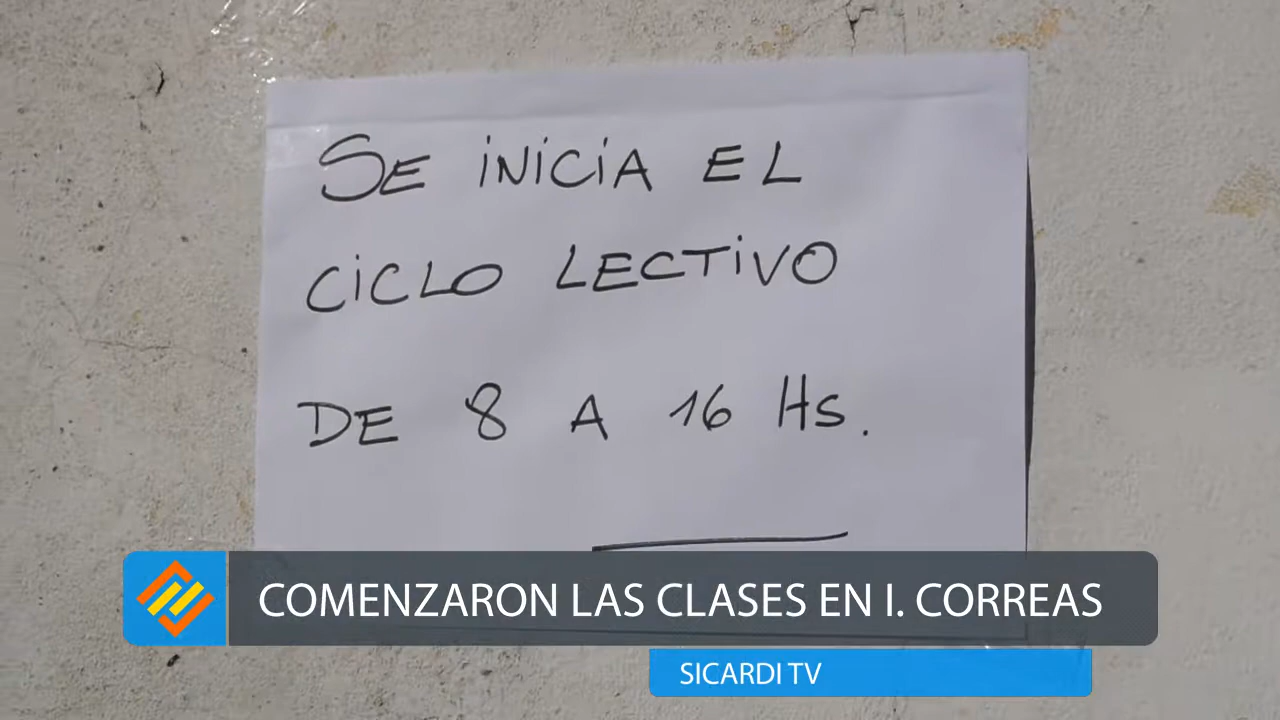 SE INICIA EL
CICLO LECTIVO
DE 8 A 16 HS.
COMENZARON LAS CLASES EN I. CORREAS
SICARDI TV